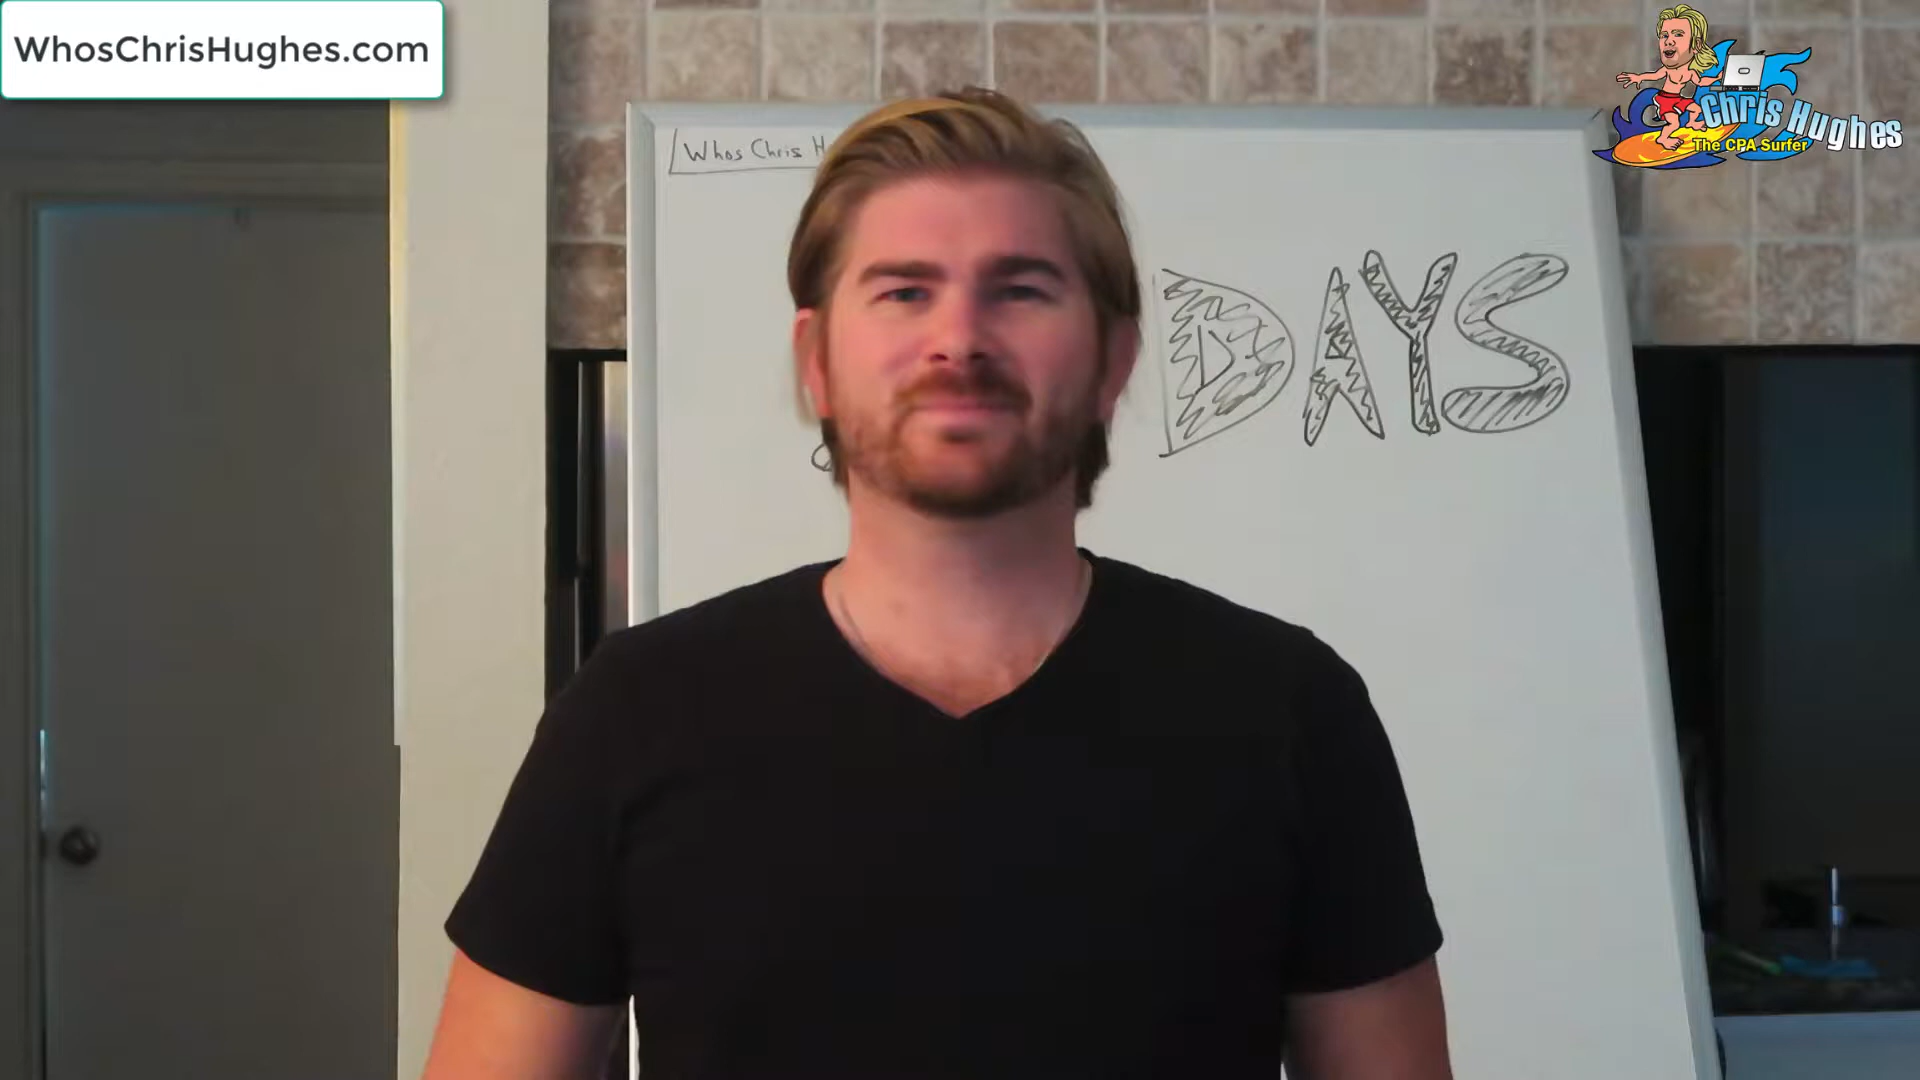 WhosChrisHughes.com
Chris Hughes
The CPA Surfer
Whos Chris
DAYS